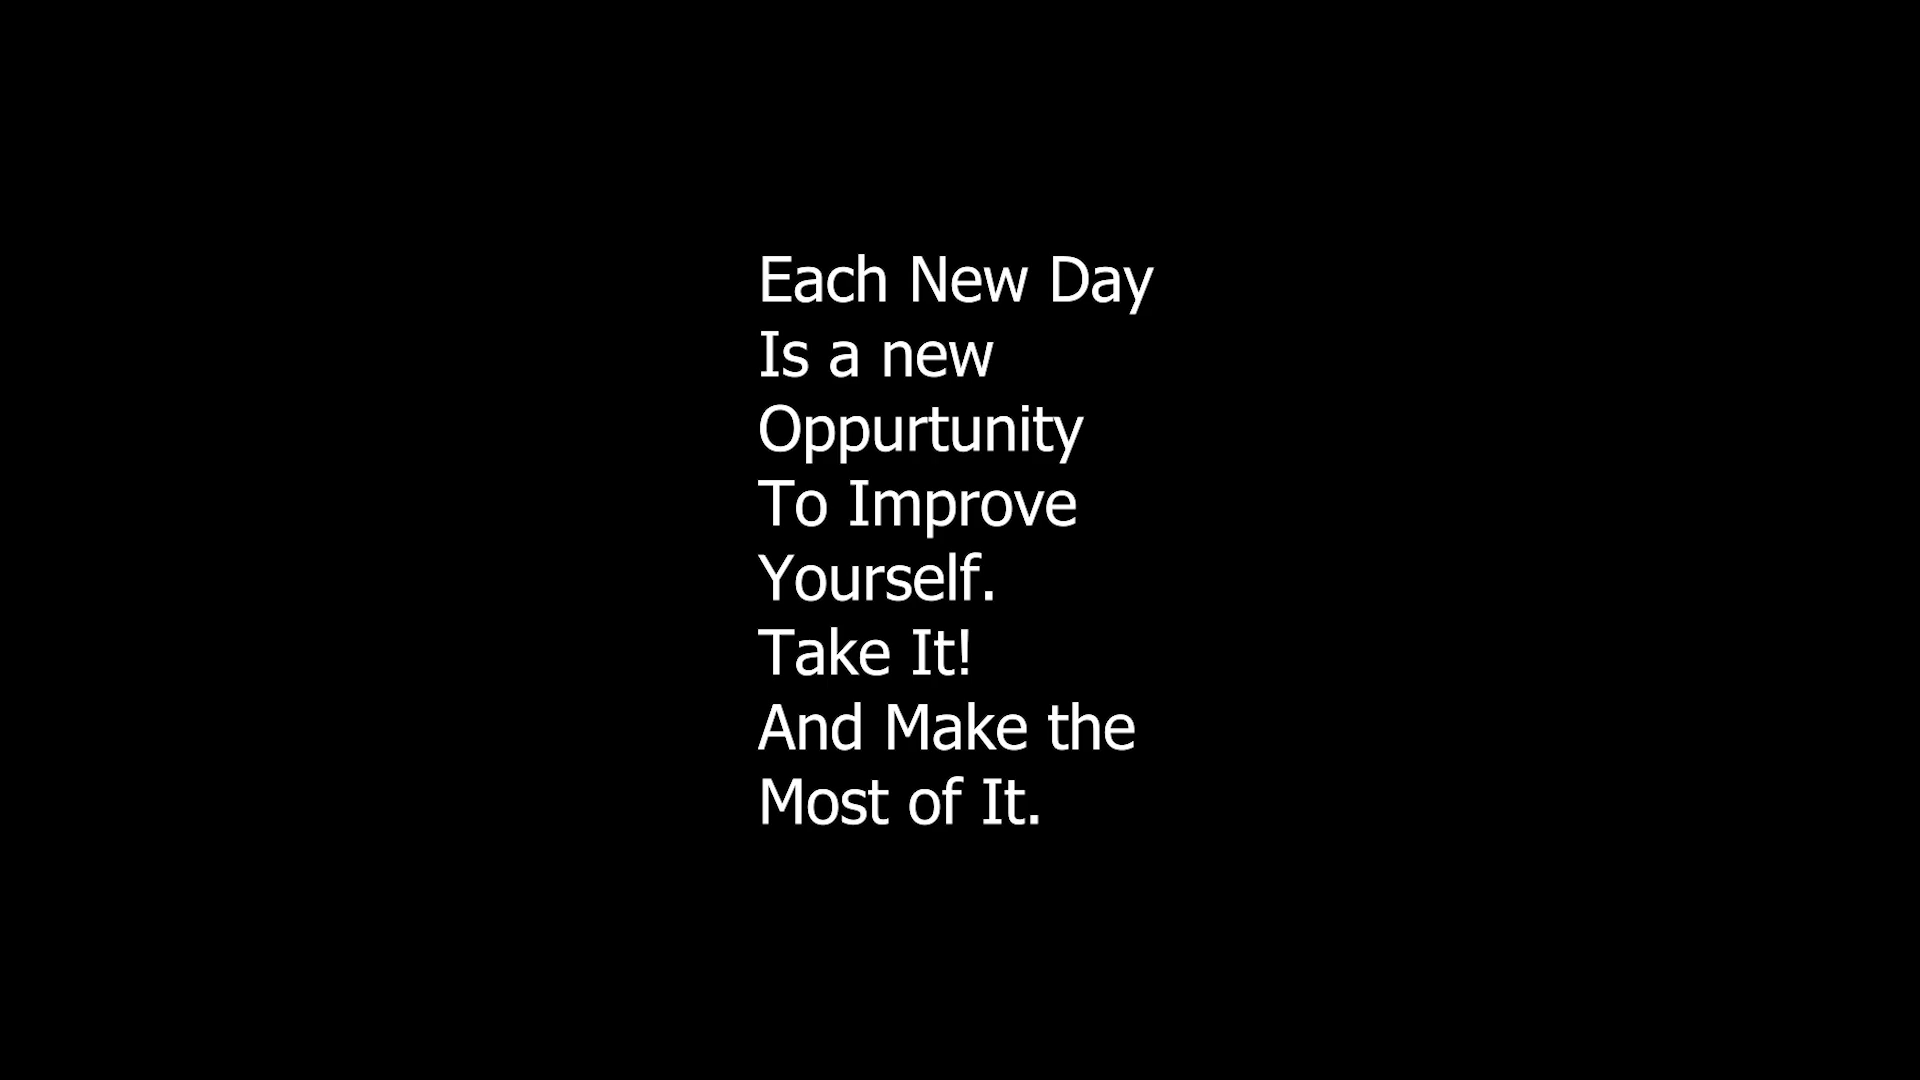 Each New Day
Is a new
Oppurtunity
To Improve
Yourself.
Take It!
And Make the
Most of It.